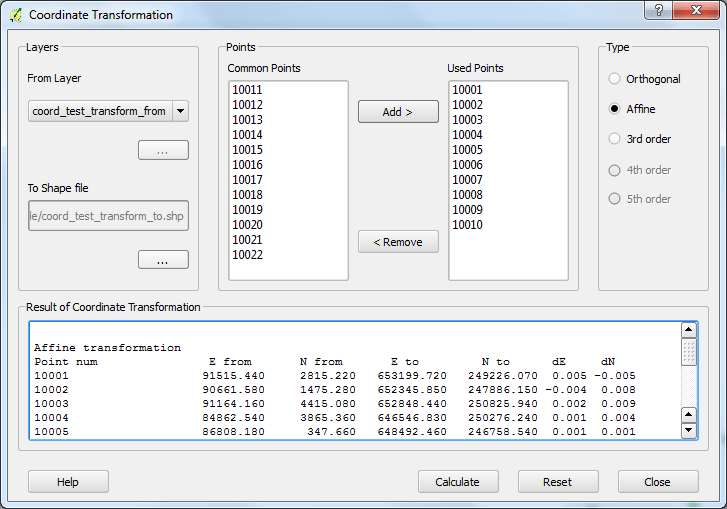 Coordinate Transformation
Layers
From Layer
coord_test_transform_from
...
To Shape file
le/coord_test_transform_to.shp
...
Points
Common Points
10011
10012
10013
10014
10015
10016
10017
10018
10019
10020
10021
10022
Add >
< Remove
Used Points
10001
10002
10003
10004
10005
10006
10007
10008
10009
10010
Type
Orthogonal
Affine
3rd order
4th order
5th order
Result of Coordinate Transformation
Affine transformation
Point num E from N from E to N to dE dN
10001 91515.440 2815.220 653199.720 249226.070 0.005 -0.005
10002 90661.580 1475.280 652345.850 247886.150 -0.004 0.008
10003 91164.160 4415.080 652848.440 250825.940 0.002 0.009
10004 84862.540 3865.360 646546.830 250276.240 0.001 0.004
10005 86808.180 347.660 648492.460 246758.540 0.001 0.001
Help
Calculate
Reset
Close